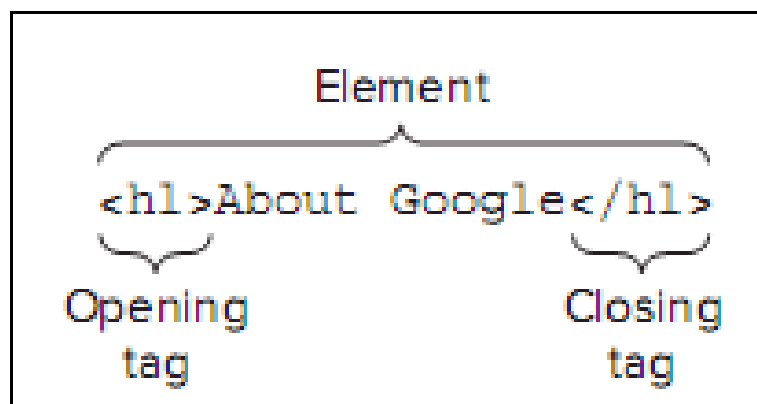 Element
<h1>About Google</h1>
Opening
tag
Closing
tag